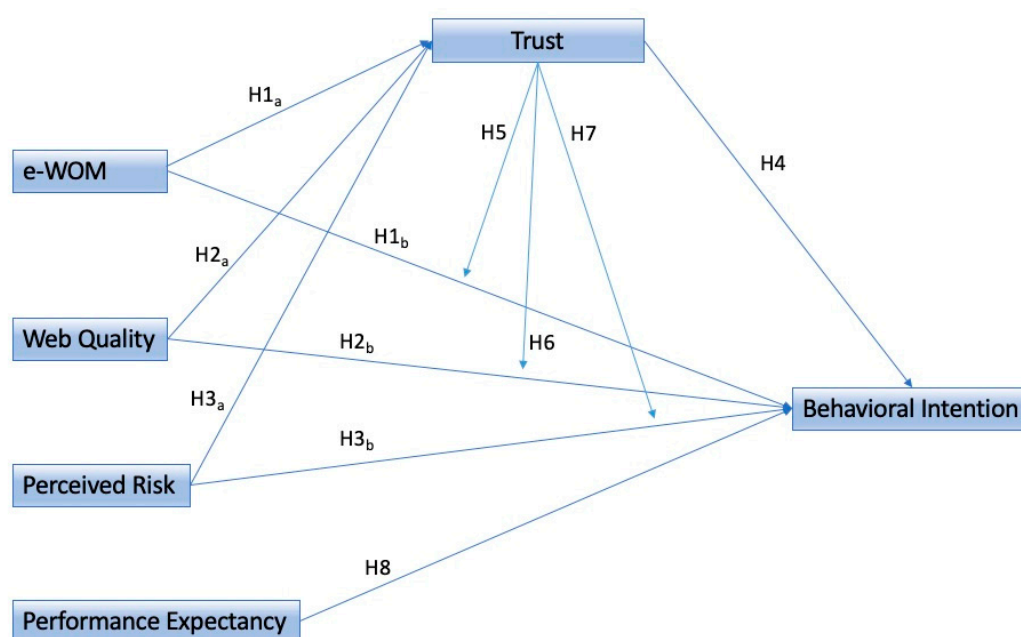 Trust
H1a
H5
H7
e-WOM
H4
H1b
H2a
Web Quality
H2b
H6
H3a
Behavioral Intention
H3b
Perceived Risk
H8
Performance Expectancy